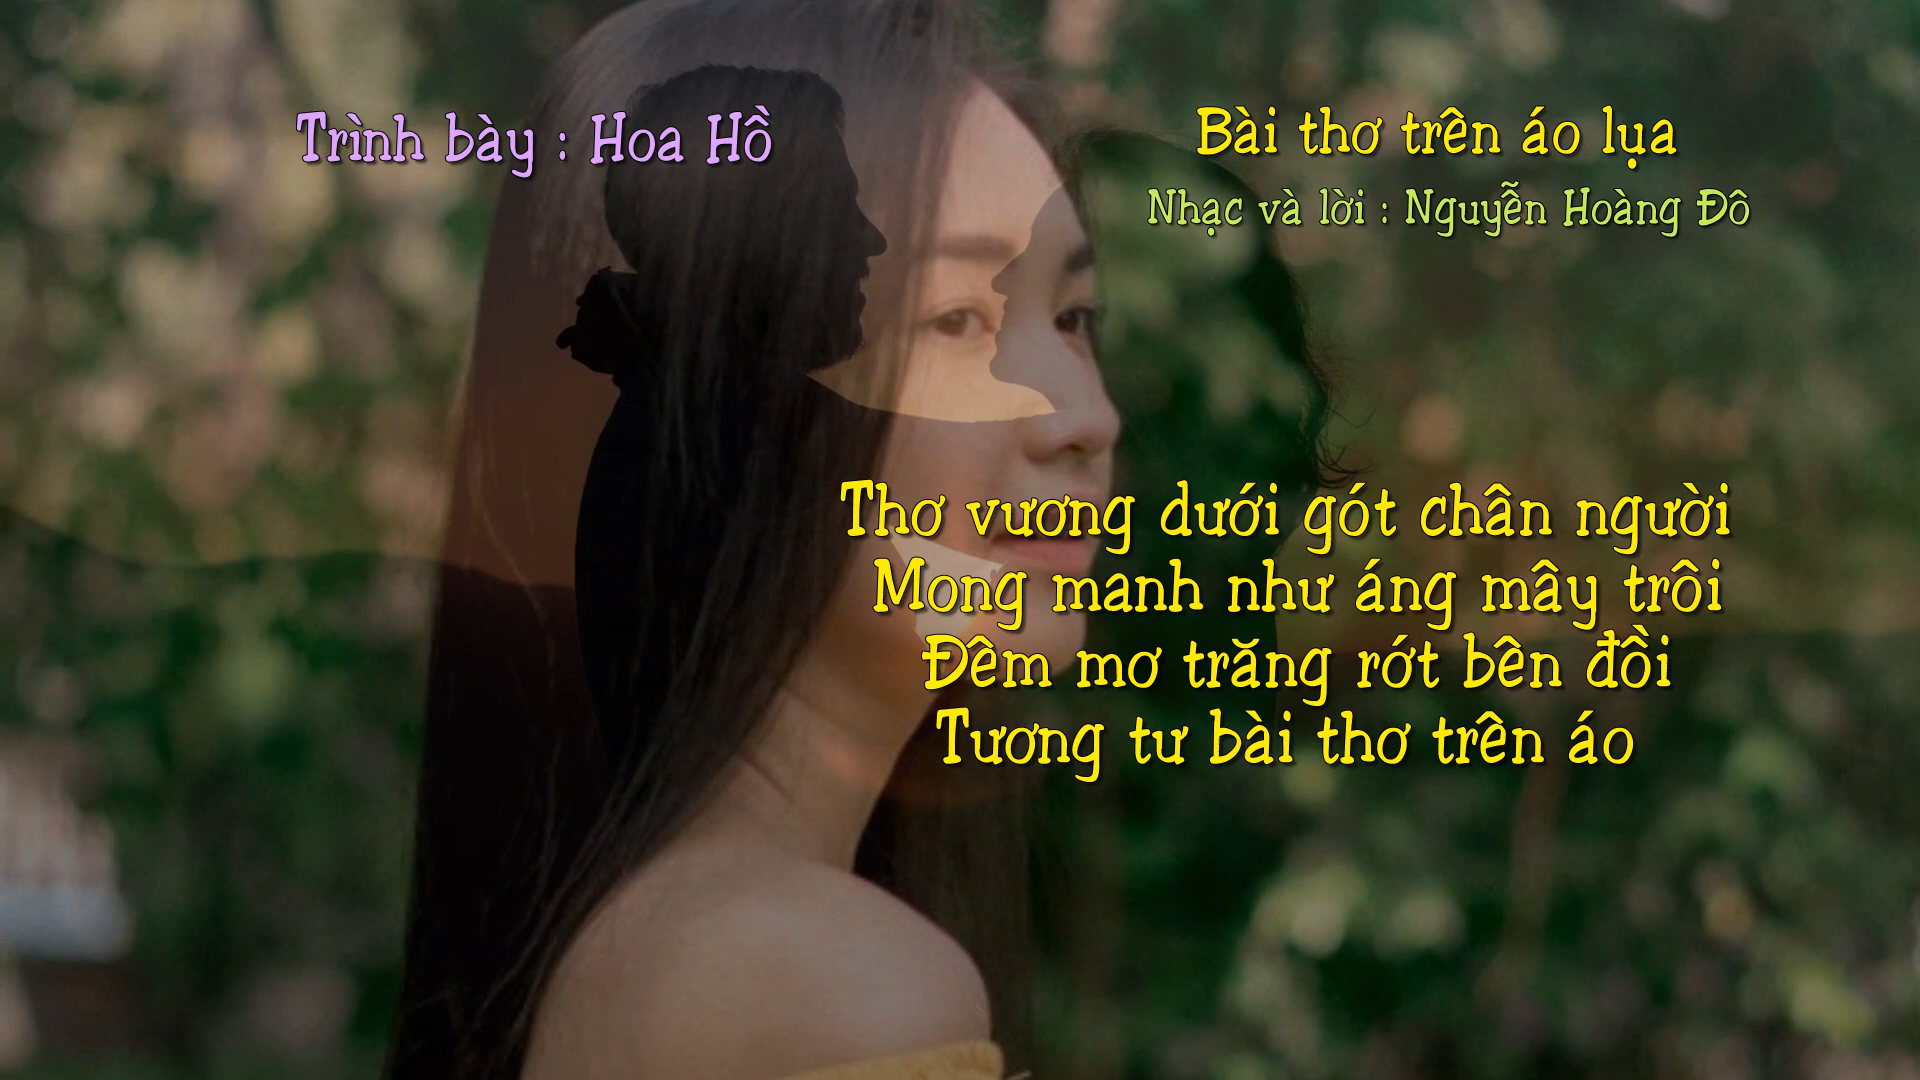 Trình bày : Hoa Hồ
Bài thơ trên áo lụa
Nhạc và lời : Nguyễn Hoàng Đô
Thơ vương dưới gót chân người
Mong manh như áng mây trôi
Đêm mơ trăng rớt bên đồi
Tương tư bài thơ trên áo